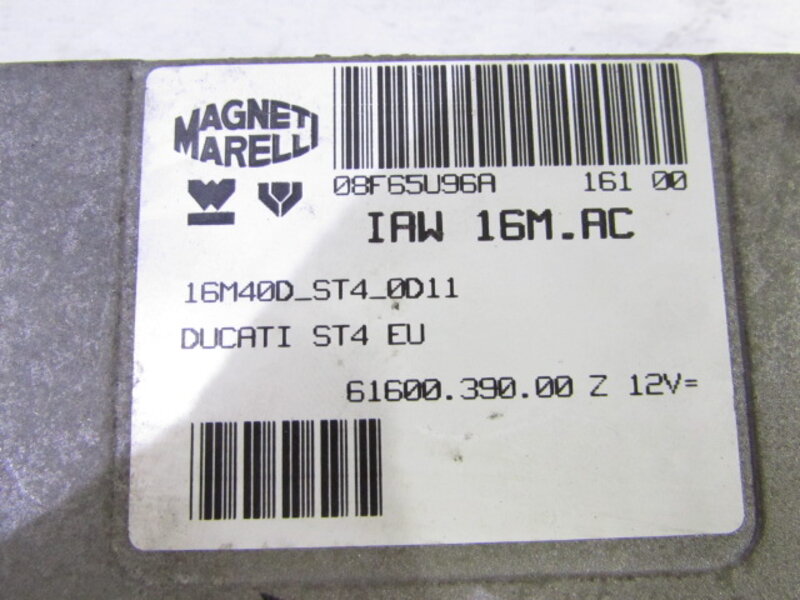 MAGNETI
MARELLI
08F65U96A 161 00
IAW 16M.AC
16M40D_ST4_0D11
DUCATI ST4 EU
61600.390.00 Z 12V=